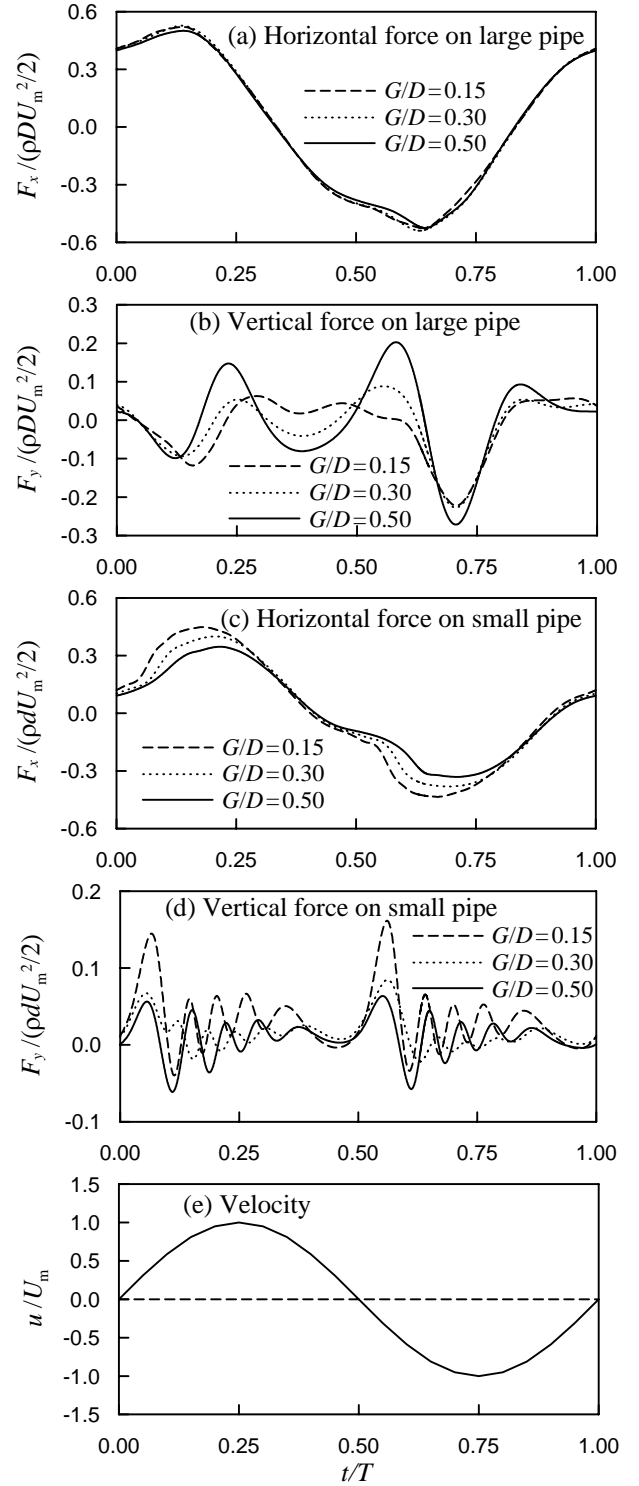 0.6
0.3
0.0
-0.3
-0.6
F_x /(ρDU_m^2/2)
(a) Horizontal force on large pipe
G/D=0.15
G/D=0.30
G/D=0.50
0.00 0.25 0.50 0.75 1.00
0.3
0.2
0.1
0.0
-0.1
-0.2
-0.3
F_y /(ρDU_m^2/2)
(b) Vertical force on large pipe
G/D=0.15
G/D=0.30
G/D=0.50
0.00 0.25 0.50 0.75 1.00
0.6
0.3
0.0
-0.3
-0.6
F_x /(ρdU_m^2/2)
(c) Horizontal force on small pipe
G/D=0.15
G/D=0.30
G/D=0.50
0.00 0.25 0.50 0.75 1.00
0.2
0.1
0.0
-0.1
F_y /(ρdU_m^2/2)
(d) Vertical force on small pipe
G/D=0.15
G/D=0.30
G/D=0.50
0.00 0.25 0.50 0.75 1.00
1.5
1.0
0.5
0.0
-0.5
-1.0
-1.5
u /U_m
(e) Velocity
0.00 0.25 0.50 0.75 1.00
t/T